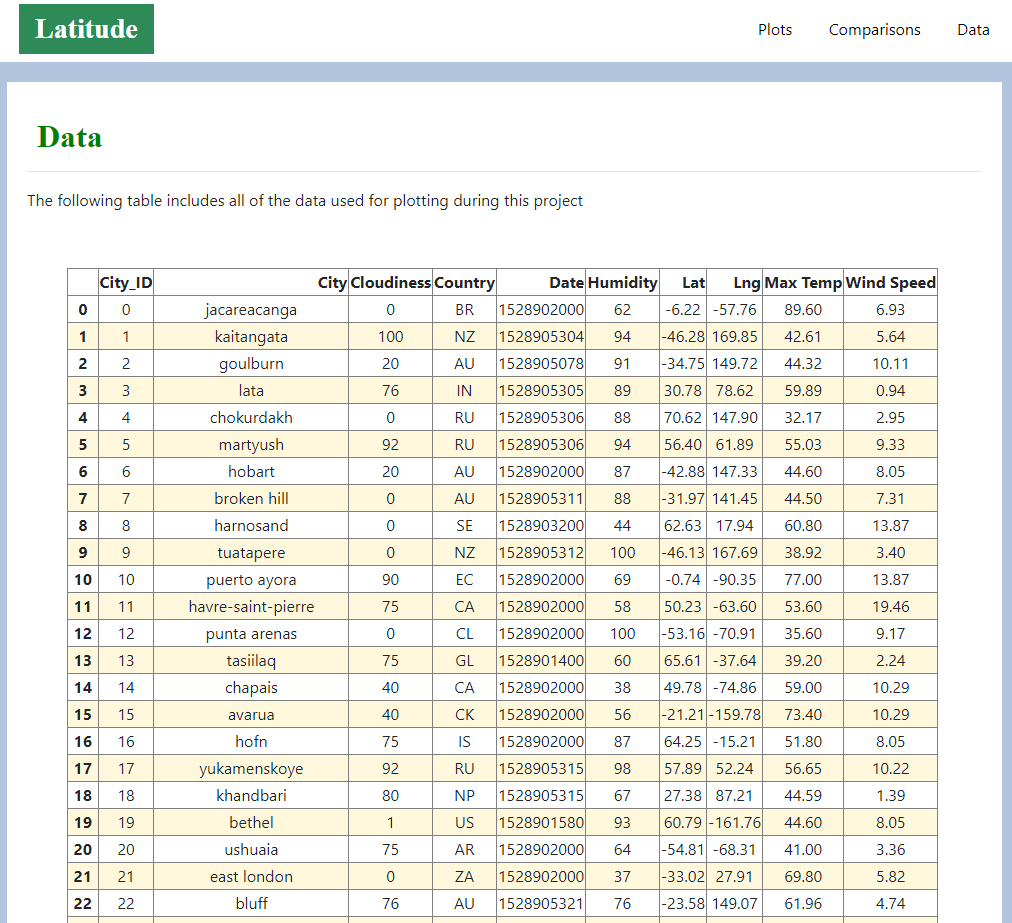 Latitude
Plots Comparisons Data
Data
The following table includes all of the data used for plotting during this project
City_ID City Cloudiness Country Date Humidity Lat Lng Max Temp Wind Speed
0 0 jacareacanga 0 BR 1528902000 62 -6.22 -57.76 89.60 6.93
1 1 kaitangata 100 NZ 1528905304 94 -46.28 169.85 42.61 5.64
2 2 goulburn 20 AU 1528905078 91 -34.75 149.72 44.32 10.11
3 3 lata 76 IN 1528905305 89 30.78 78.62 59.89 0.94
4 4 chokurdakh 0 RU 1528905306 88 70.62 147.90 32.17 2.95
5 5 martyush 92 RU 1528905306 94 56.40 61.89 55.03 9.33
6 6 hobart 20 AU 1528902000 87 -42.88 147.33 44.60 8.05
7 7 broken hill 0 AU 1528905311 88 -31.97 141.45 44.50 7.31
8 8 harnosand 0 SE 1528903200 44 62.63 17.94 60.80 13.87
9 9 tuatapere 0 NZ 1528905312 100 -46.13 167.69 38.92 3.40
10 10 puerto ayora 90 EC 1528902000 69 -0.74 -90.35 77.00 13.87
11 11 havre-saint-pierre 75 CA 1528902000 58 50.23 -63.60 53.60 19.46
12 12 punta arenas 0 CL 1528902000 100 -53.16 -70.91 35.60 9.17
13 13 tasiilaq 75 GL 1528901400 60 65.61 -37.64 39.20 2.24
14 14 chapais 40 CA 1528902000 38 49.78 -74.86 59.00 10.29
15 15 avarua 40 CK 1528902000 56 -21.21 -159.78 73.40 10.29
16 16 hofn 75 IS 1528902000 87 64.25 -15.21 51.80 8.05
17 17 yukamenskoye 92 RU 1528905315 98 57.89 52.24 56.65 10.22
18 18 khandbari 80 NP 1528905315 67 27.38 87.21 44.59 1.39
19 19 bethel 1 US 1528901580 93 60.79 -161.76 44.60 8.05
20 20 ushuaia 75 AR 1528902000 64 -54.81 -68.31 41.00 3.36
21 21 east london 0 ZA 1528902000 37 -33.02 27.91 69.80 5.82
22 22 bluff 76 AU 1528905321 76 -23.58 149.07 61.96 4.74